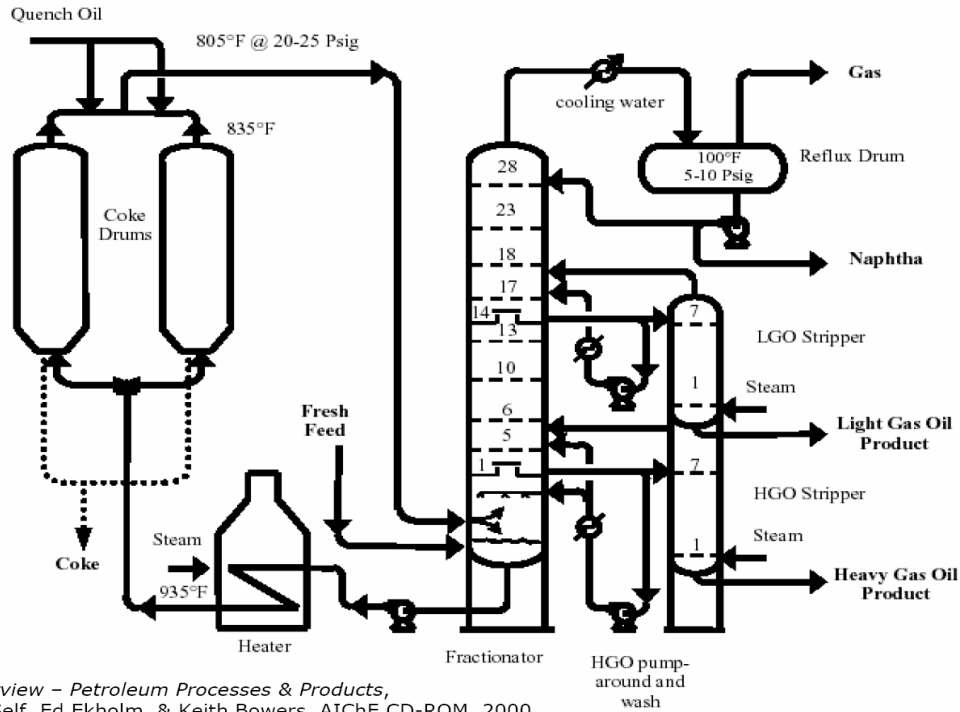 Quench Oil
805°F @ 20-25 Psig
835°F
Coke
Drums
cooling water
Gas
100°F
5-10 Psig
Reflux Drum
Naphtha
28
23
18
17
14
13
10
6
5
1
7
1
LGO Stripper
Steam
Light Gas Oil
Product
7
1
HGO Stripper
Steam
Heavy Gas Oil
Product
Fresh
Feed
Coke
Steam
935°F
Heater
Fractionator
HGO pump-
around and
wash
view – Petroleum Processes & Products,
Self, Ed Ekholm, & Keith Bowers, AIChE CD-ROM, 2000